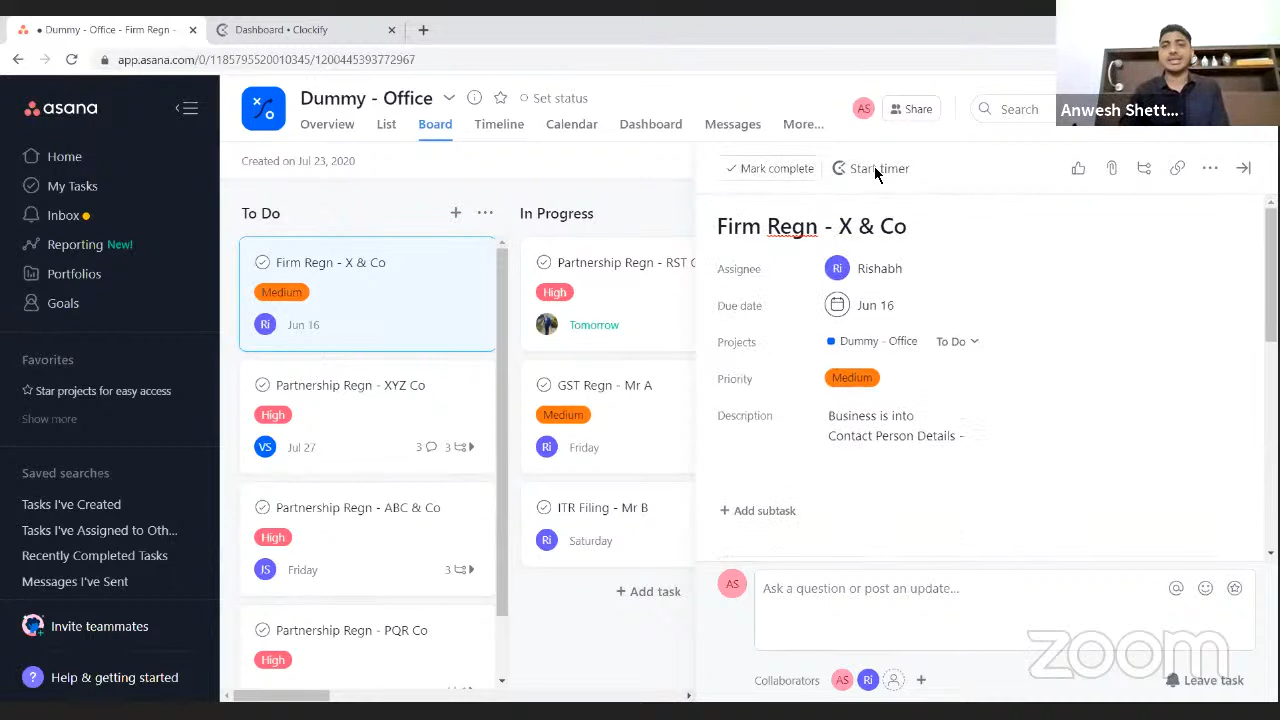 Dummy - Office - Firm Regn -
Dashboard • Clockify
app.asana.com/0/1185795520010345/1200445393772967
Anwesh Shett...
asana
Home
My Tasks
Inbox
Reporting New!
Portfolios
Goals
Favorites
Star projects for easy access
Show more
Saved searches
Tasks I've Created
Tasks I've Assigned to Oth...
Recently Completed Tasks
Messages I've Sent
Invite teammates
? Help & getting started
Dummy - Office
Set status
AS
Share
Search
Overview
List
Board
Timeline
Calendar
Dashboard
Messages
More...
Created on Jul 23, 2020
To Do
Firm Regn - X & Co
Medium
Ri Jun 16
Partnership Regn - XYZ Co
High
VS Jul 27 3 3
Partnership Regn - ABC & Co
High
JS Friday 3
Partnership Regn - PQR Co
High
In Progress
Partnership Regn - RST C
High
Tomorrow
GST Regn - Mr A
Medium
Ri Friday
ITR Filing - Mr B
Ri Saturday
+ Add task
Mark complete
Start timer
Firm Regn - X & Co
Assignee Ri Rishabh
Due date Jun 16
Projects Dummy - Office To Do
Priority Medium
Description Business is into
Contact Person Details -
+ Add subtask
AS Ask a question or post an update...
Collaborators AS Ri
Leave task
zoom